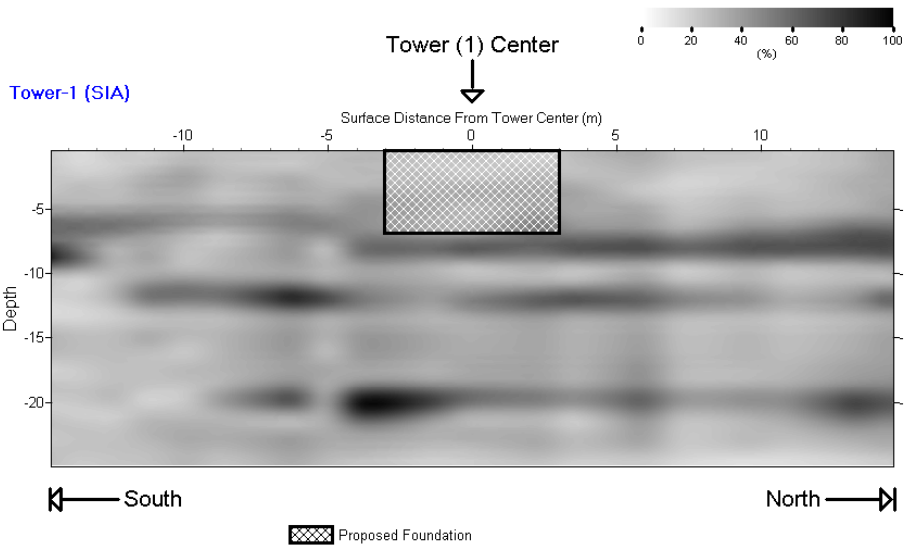 0 20 40 60 80 100
(%)
Tower (1) Center
Tower-1 (SIA)
Surface Distance From Tower Center (m)
-10 -5 0 5 10
-5
-10
-15
-20
Depth
South
North
Proposed Foundation